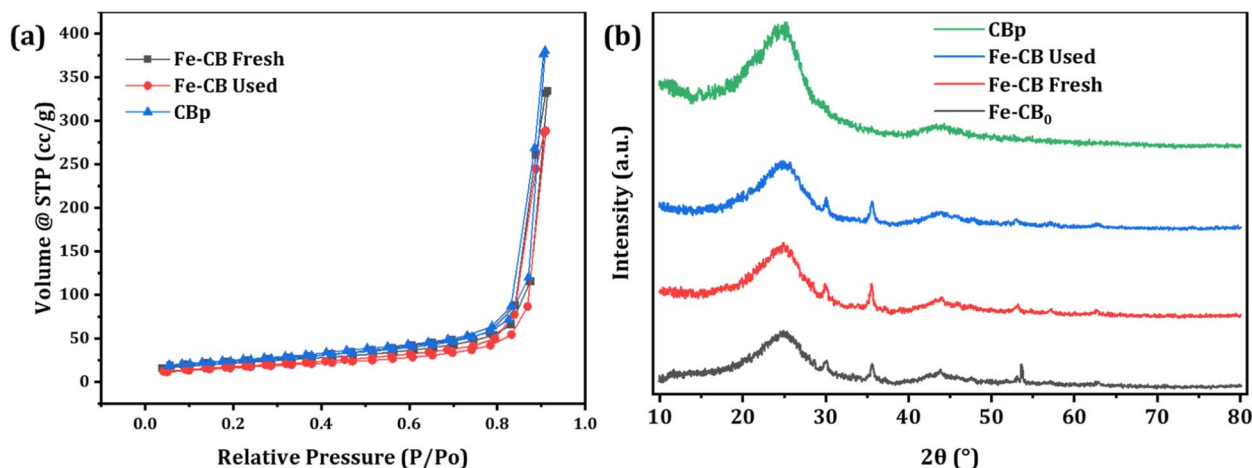 (a)
Fe-CB Fresh
Fe-CB Used
CBp
Volume @ STP (cc/g)
400
350
300
250
200
150
100
50
0
0.0 0.2 0.4 0.6 0.8 1.0
Relative Pressure (P/Po)
(b)
CBp
Fe-CB Used
Fe-CB Fresh
Fe-CB₀
Intensity (a.u.)
10 20 30 40 50 60 70 80
2θ (°)